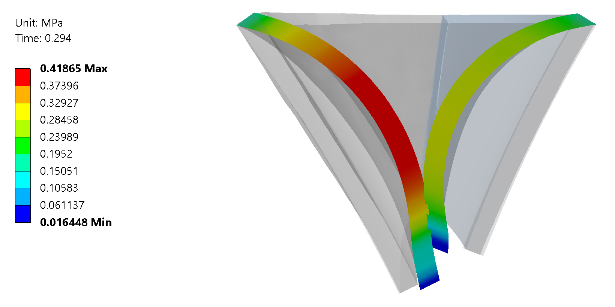 Unit: MPa
Time: 0.294
0.41865 Max
0.37396
0.32927
0.28458
0.23989
0.1952
0.15051
0.10583
0.061137
0.016448 Min